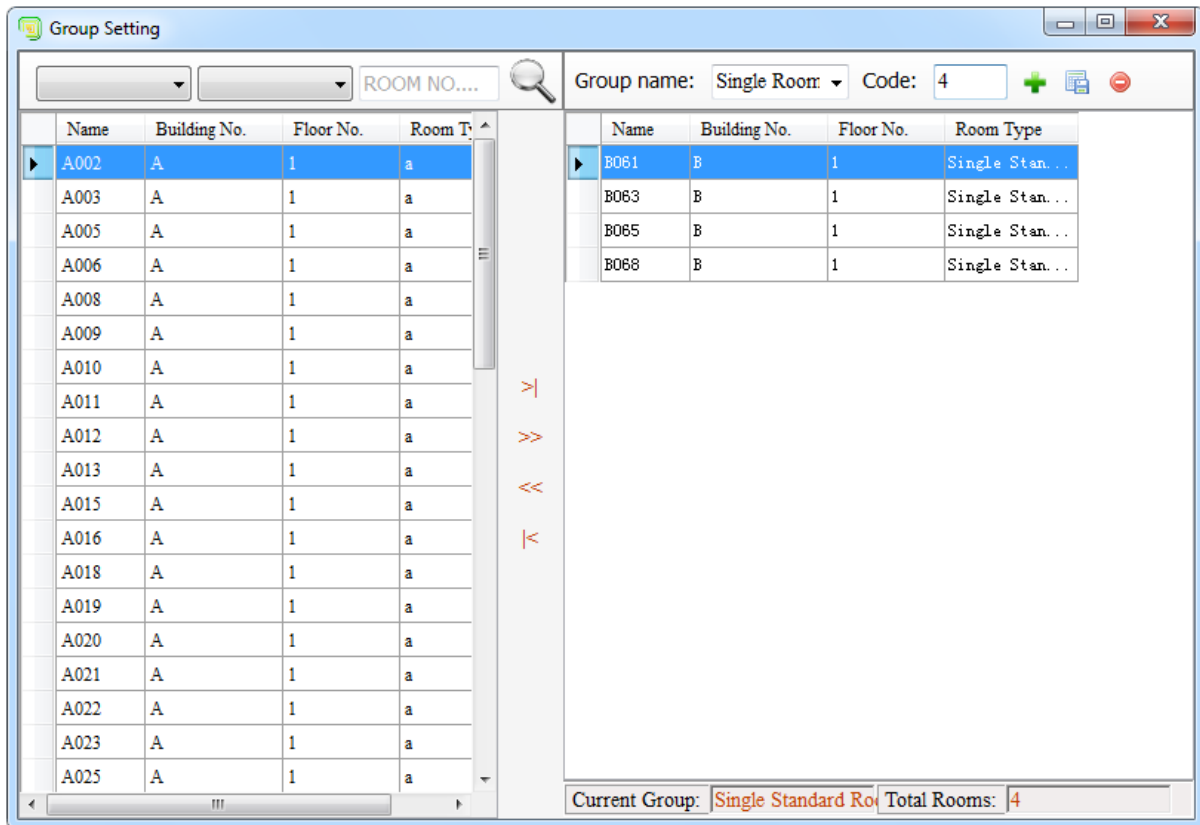 Group Setting
ROOM NO.... Group name: Single Room Code: 4
Name Building No. Floor No. Room Ty Name Building No. Floor No. Room Type
A002 A 1 a B061 B 1 Single Stan...
A003 A 1 a B063 B 1 Single Stan...
A005 A 1 a B065 B 1 Single Stan...
A006 A 1 a B068 B 1 Single Stan...
A008 A 1 a
A009 A 1 a
A010 A 1 a
>|
A011 A 1 a
A012 A 1 a >>
A013 A 1 a
<<
A015 A 1 a
A016 A 1 a |<
A018 A 1 a
A019 A 1 a
A020 A 1 a
A021 A 1 a
A022 A 1 a
A023 A 1 a
A025 A 1 a
Current Group: Single Standard Roo Total Rooms: 4